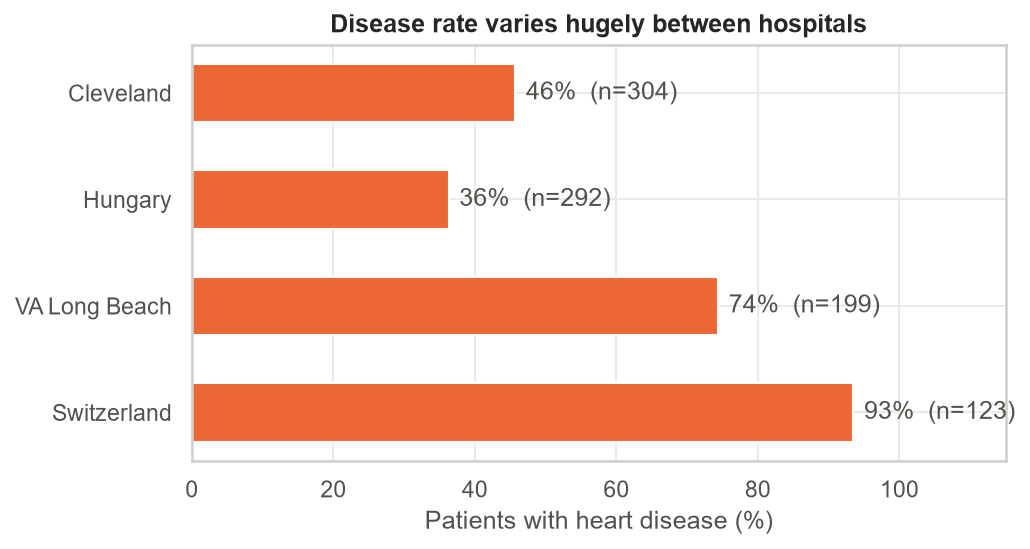 Disease rate varies hugely between hospitals
Cleveland 46% (n=304)
Hungary 36% (n=292)
VA Long Beach 74% (n=199)
Switzerland 93% (n=123)
0 20 40 60 80 100
Patients with heart disease (%)